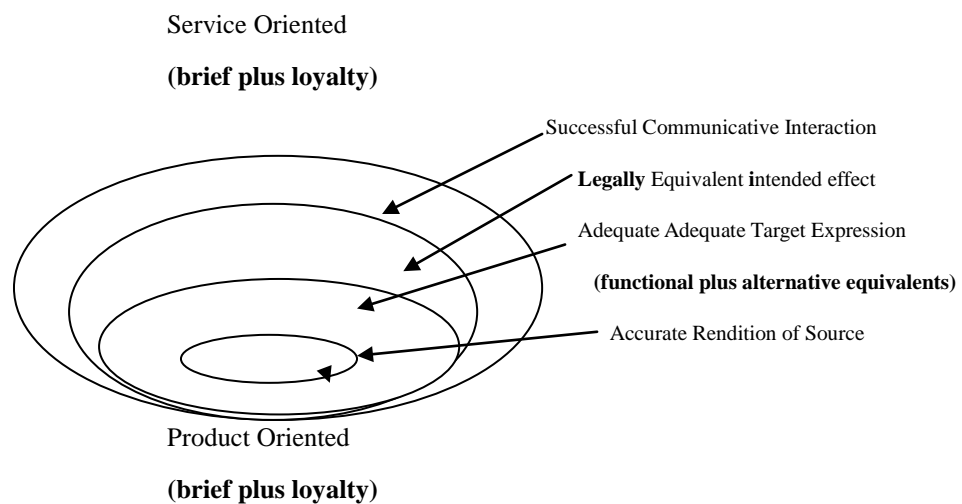 Service Oriented
(brief plus loyalty)
Successful Communicative Interaction
Legally Equivalent intended effect
Adequate Adequate Target Expression
(functional plus alternative equivalents)
Accurate Rendition of Source
Product Oriented
(brief plus loyalty)